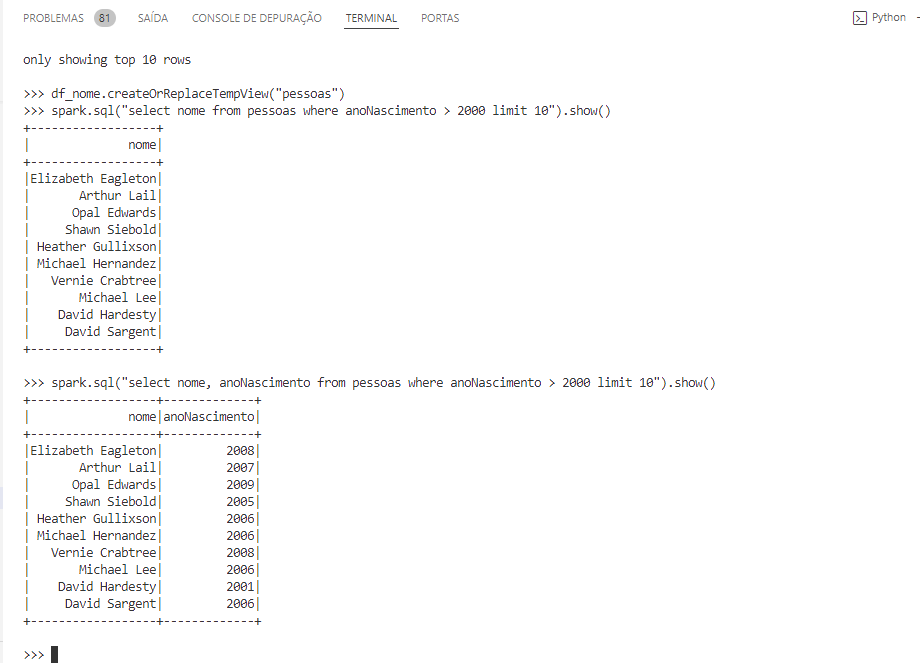 PROBLEMAS 81 SAÍDA CONSOLE DE DEPURAÇÃO TERMINAL PORTAS Python
only showing top 10 rows
>>> df_nome.createOrReplaceTempView("pessoas")
>>> spark.sql("select nome from pessoas where anoNascimento > 2000 limit 10").show()
+------------------+
|              nome|
+------------------+
|Elizabeth Eagleton|
|       Arthur Lail|
|      Opal Edwards|
|     Shawn Siebold|
| Heather Gullixson|
| Michael Hernandez|
|   Vernie Crabtree|
|       Michael Lee|
|    David Hardesty|
|     David Sargent|
+------------------+
>>> spark.sql("select nome, anoNascimento from pessoas where anoNascimento > 2000 limit 10").show()
+------------------+-------------+
|              nome|anoNascimento|
+------------------+-------------+
|Elizabeth Eagleton|         2008|
|       Arthur Lail|         2007|
|      Opal Edwards|         2009|
|     Shawn Siebold|         2005|
| Heather Gullixson|         2006|
| Michael Hernandez|         2006|
|   Vernie Crabtree|         2008|
|       Michael Lee|         2006|
|    David Hardesty|         2001|
|     David Sargent|         2006|
+------------------+-------------+
>>>